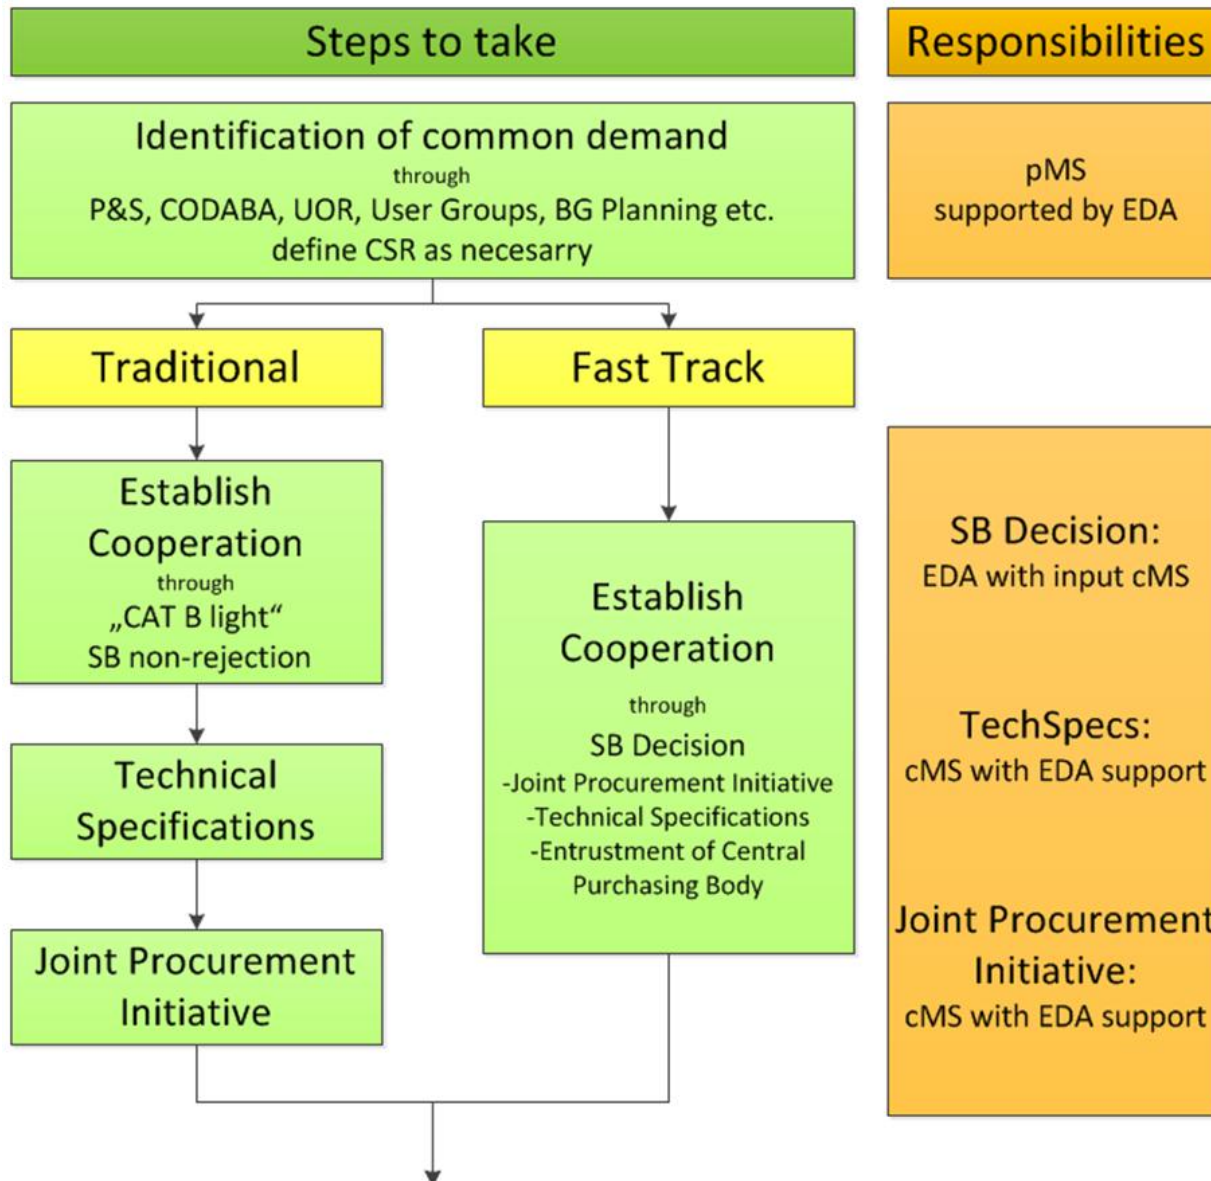 Steps to take
Responsibilities
Identification of common demand
through
P&S, CODABA, UOR, User Groups, BG Planning etc.
define CSR as necesarry
pMS
supported by EDA
Traditional
Fast Track
Establish
Cooperation
through
„CAT B light“
SB non-rejection
Technical
Specifications
Joint Procurement
Initiative
Establish
Cooperation
through
SB Decision
-Joint Procurement Initiative
-Technical Specifications
-Entrustment of Central
Purchasing Body
SB Decision:
EDA with input cMS
TechSpecs:
cMS with EDA support
Joint Procurement
Initiative:
cMS with EDA support